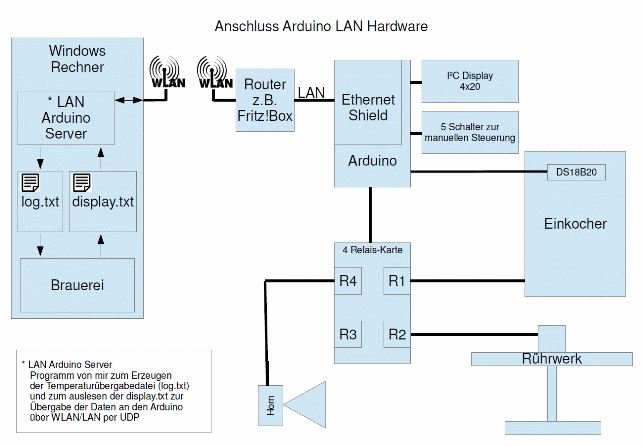 Anschluss Arduino LAN Hardware
Windows
Rechner
* LAN
Arduino
Server
log.txt
display.txt
Brauerei
WLAN
WLAN
Router
z.B.
Fritz!Box
LAN
Ethernet
Shield
Arduino
I²C Display
4x20
5 Schalter zur
manuellen Steuerung
DS18B20
Einkocher
4 Relais-Karte
R4
R1
R3
R2
Rührwerk
Horn
* LAN Arduino Server
Programm von mir zum Erzeugen
der Temperaturübergabedatei (log.txt)
und zum auslesen der display.txt zur
Übergabe der Daten an den Arduino
über WLAN/LAN per UDP